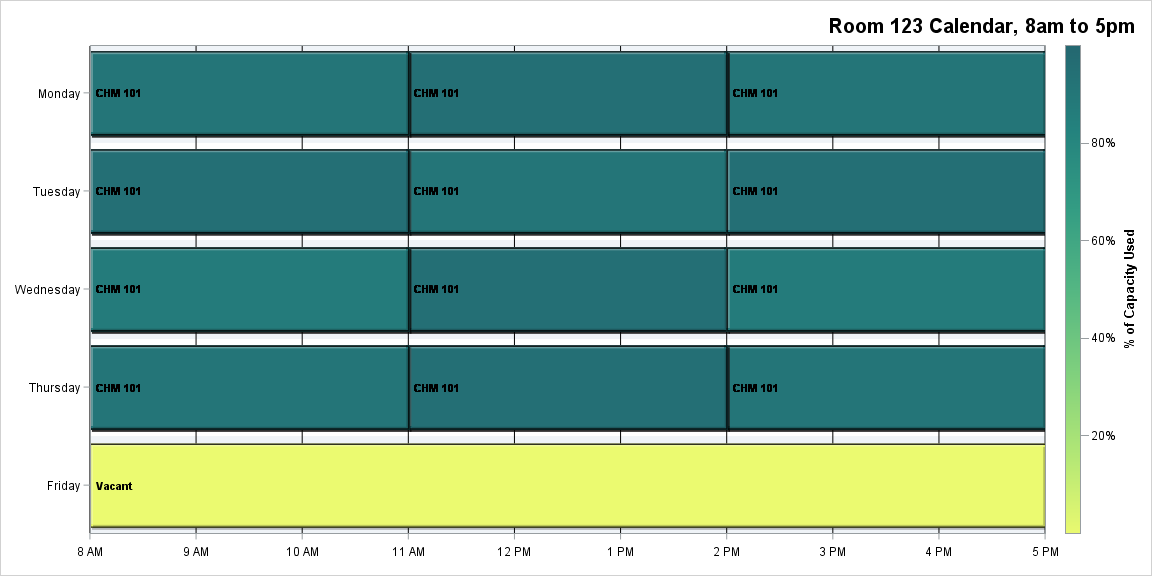 Room 123 Calendar, 8am to 5pm
Monday
CHM 101
CHM 101
CHM 101
Tuesday
CHM 101
CHM 101
CHM 101
Wednesday
CHM 101
CHM 101
CHM 101
Thursday
CHM 101
CHM 101
CHM 101
Friday
Vacant
8 AM
9 AM
10 AM
11 AM
12 PM
1 PM
2 PM
3 PM
4 PM
5 PM
80%
60%
40%
20%
% of Capacity Used